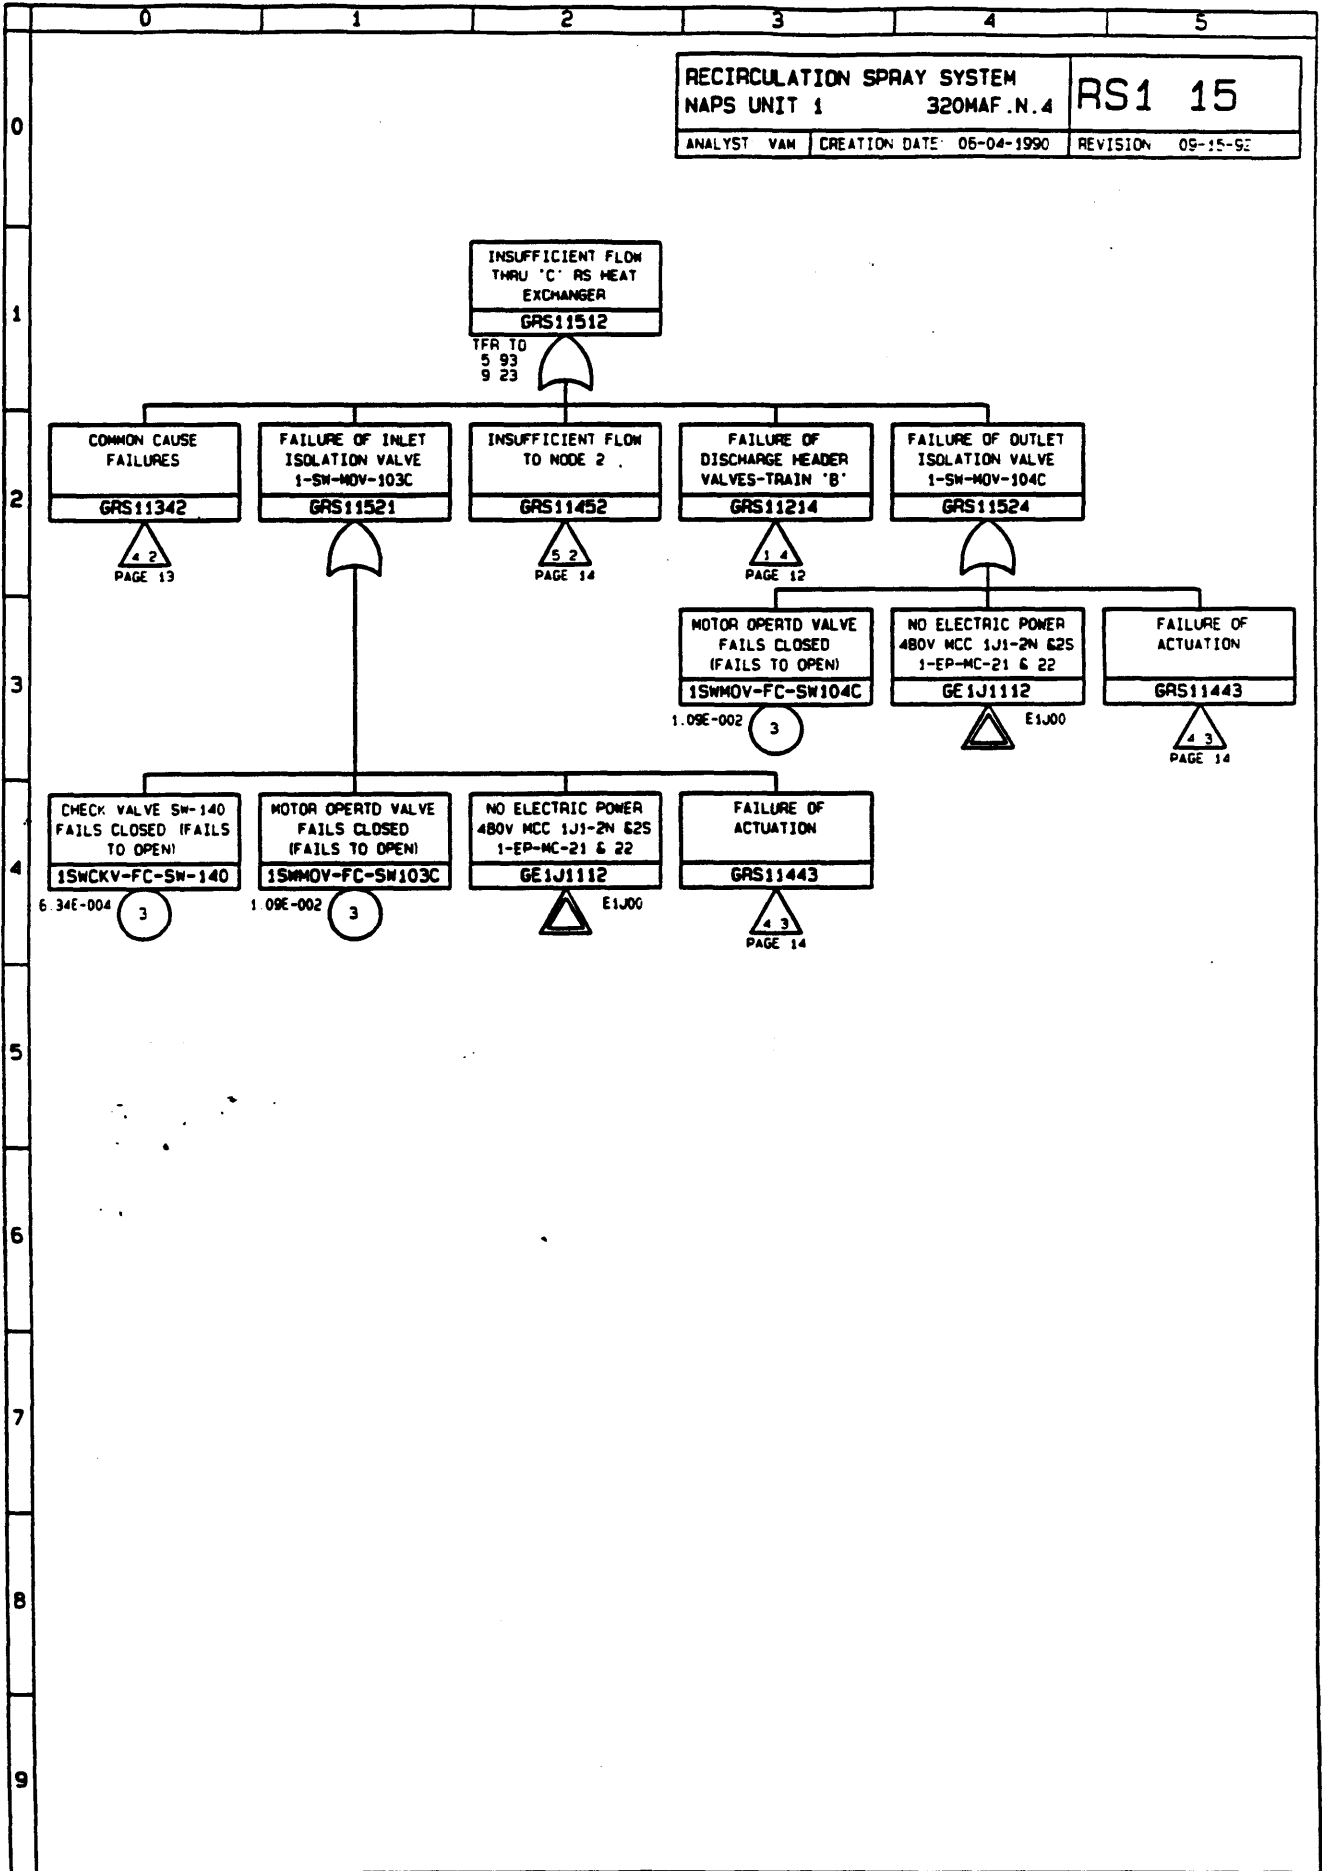 0 1 2 3 4 5
RECIRCULATION SPRAY SYSTEM
NAPS UNIT 1 320MAF.N.4
RS1 15
ANALYST VAM CREATION DATE 06-04-1990 REVISION 09-15-92
0
INSUFFICIENT FLOW
THRU 'C' RS HEAT
EXCHANGER
GRS11512
1
TFR TO
5 93
9 23
COMMON CAUSE
FAILURES
GRS11342
4 2
PAGE 13
FAILURE OF INLET
ISOLATION VALVE
1-SW-MOV-103C
GRS11521
INSUFFICIENT FLOW
TO NODE 2
GRS11452
5 2
PAGE 14
FAILURE OF
DISCHARGE HEADER
VALVES-TRAIN 'B'
GRS11214
1 4
PAGE 12
FAILURE OF OUTLET
ISOLATION VALVE
1-SW-MOV-104C
GRS11524
2
MOTOR OPERTD VALVE
FAILS CLOSED
(FAILS TO OPEN)
1SWMOV-FC-SW104C
1.09E-002
3
NO ELECTRIC POWER
480V MCC 1J1-2N &2S
1-EP-MC-21 & 22
GE1J1112
E1J00
FAILURE OF
ACTUATION
GRS11443
4 3
PAGE 14
3
CHECK VALVE SW-140
FAILS CLOSED (FAILS
TO OPEN)
1SWCKV-FC-SW-140
6.34E-004
3
MOTOR OPERTD VALVE
FAILS CLOSED
(FAILS TO OPEN)
1SWMOV-FC-SW103C
1.09E-002
3
NO ELECTRIC POWER
480V MCC 1J1-2N &2S
1-EP-MC-21 & 22
GE1J1112
E1J00
FAILURE OF
ACTUATION
GRS11443
4 3
PAGE 14
4
5
6
7
8
9